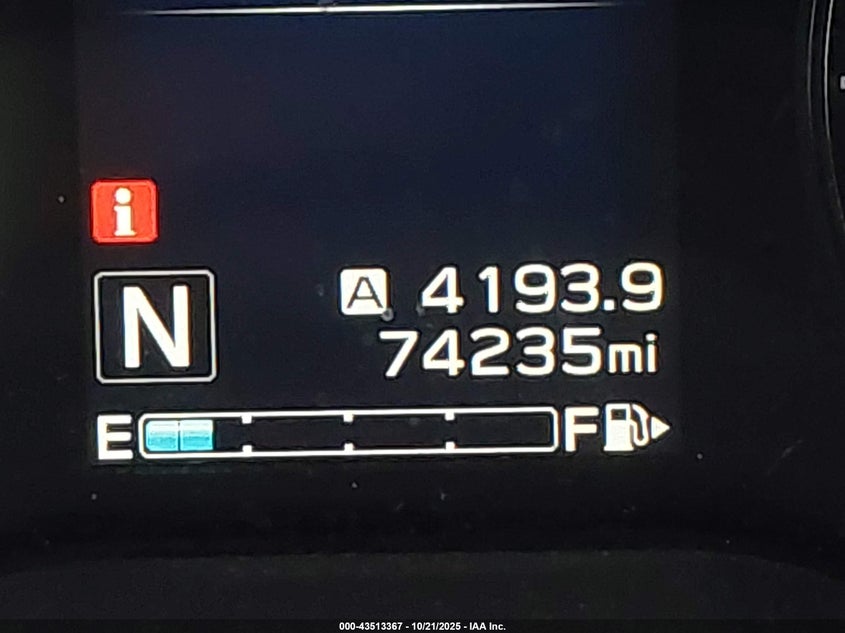 i
A 4193.9
N
74235mi
E F
000-43513367 - 10/21/2025 - IAA Inc.